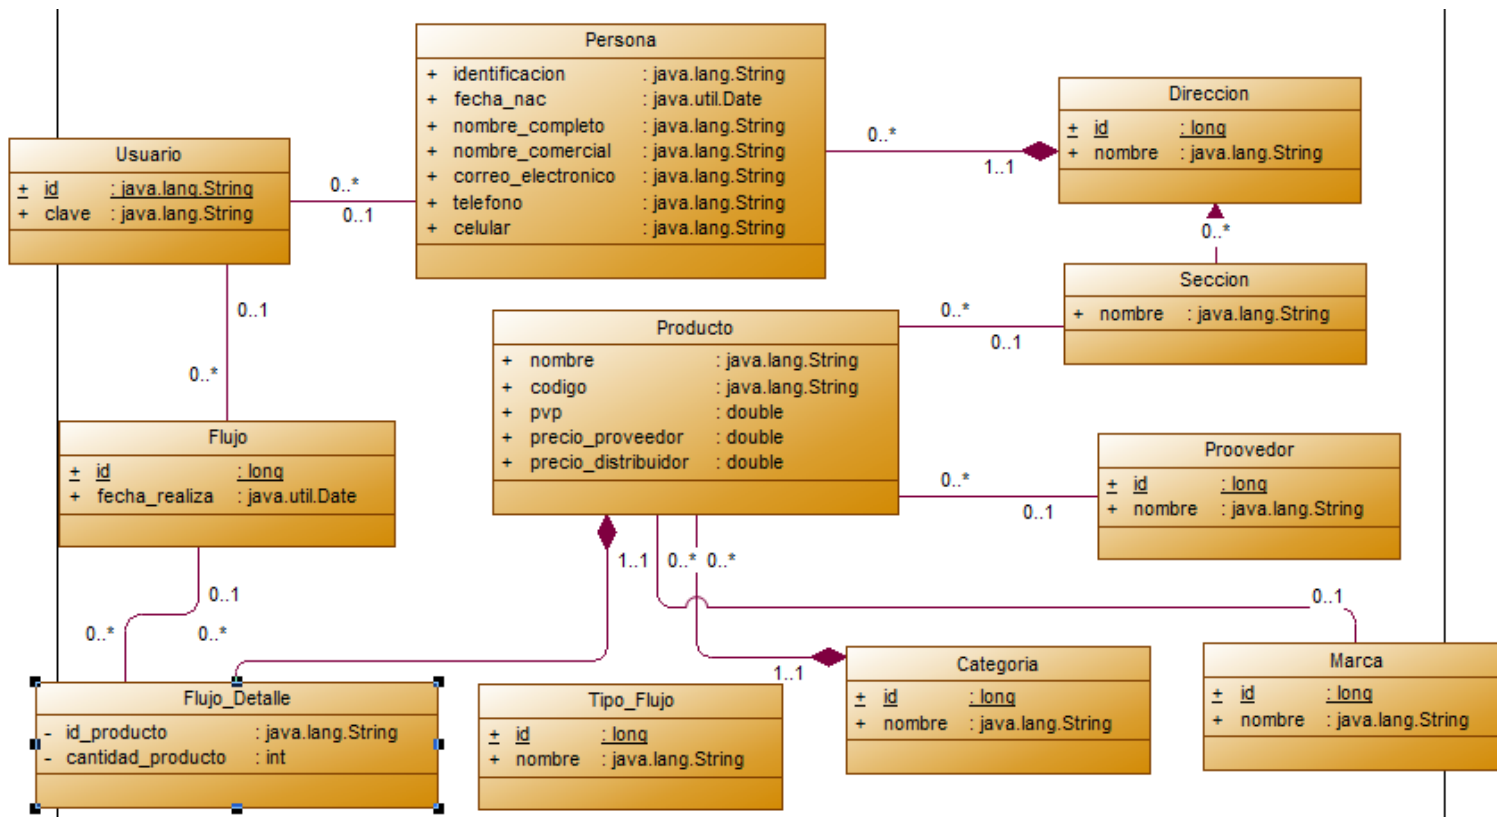 Persona
+ identificacion : java.lang.String
+ fecha_nac : java.util.Date
+ nombre_completo : java.lang.String
+ nombre_comercial : java.lang.String
+ correo_electronico : java.lang.String
+ telefono : java.lang.String
+ celular : java.lang.String
Direccion
+ id : long
+ nombre : java.lang.String
0..*
1..1
Usuario
+ id : java.lang.String
+ clave : java.lang.String
0..*
0..1
0..*
Seccion
+ nombre : java.lang.String
0..1
0..*
Producto
+ nombre : java.lang.String
+ codigo : java.lang.String
+ pvp : double
+ precio_proveedor : double
+ precio_distribuidor : double
0..*
0..1
Flujo
+ id : long
+ fecha_realiza : java.util.Date
Proovedor
+ id : long
+ nombre : java.lang.String
0..*
0..1
1..1
0..*
0..*
0..1
0..*
0..*
0..1
1..1
Flujo_Detalle
- id_producto : java.lang.String
- cantidad_producto : int
Tipo_Flujo
+ id : long
+ nombre : java.lang.String
Categoria
+ id : long
+ nombre : java.lang.String
Marca
+ id : long
+ nombre : java.lang.String